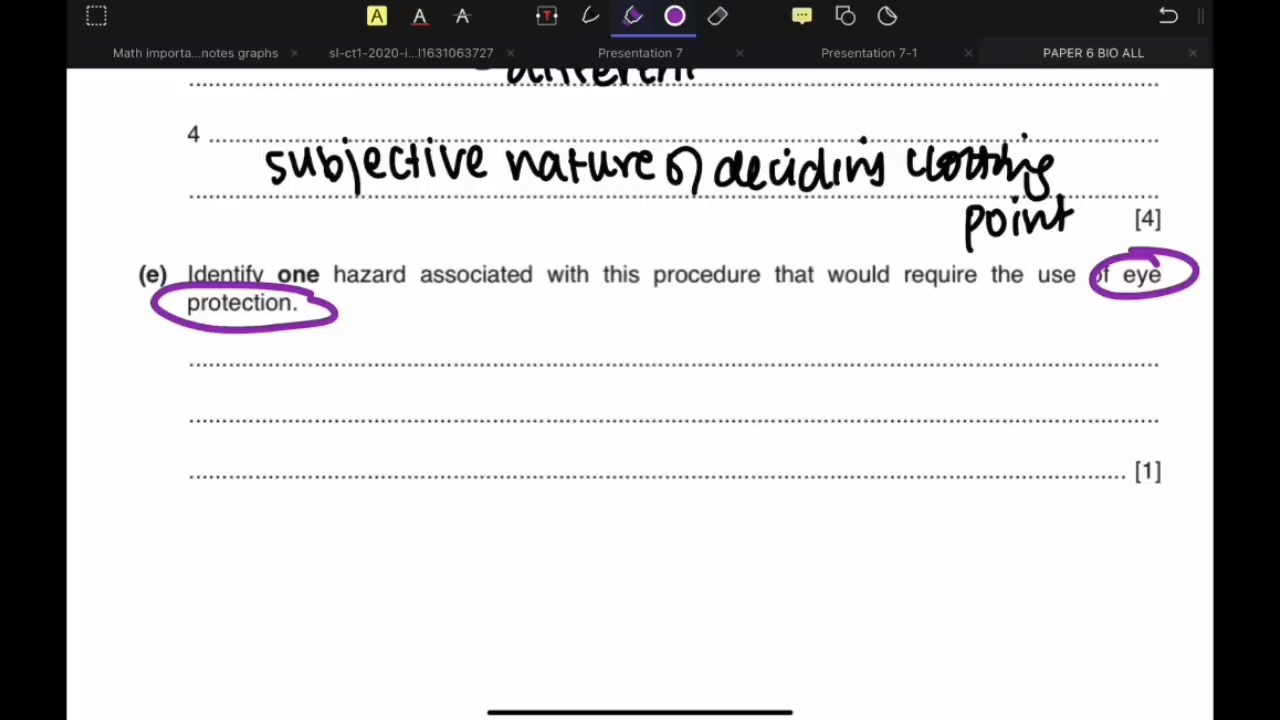 A A A T
Math importa...notes graphs × sl-ct1-2020-i...l1631063727 × Presentation 7 × Presentation 7-1 × PAPER 6 BIO ALL ×
different
4
subjective nature of deciding clotting
point [4]
(e) Identify one hazard associated with this procedure that would require the use of eye
protection.
[1]